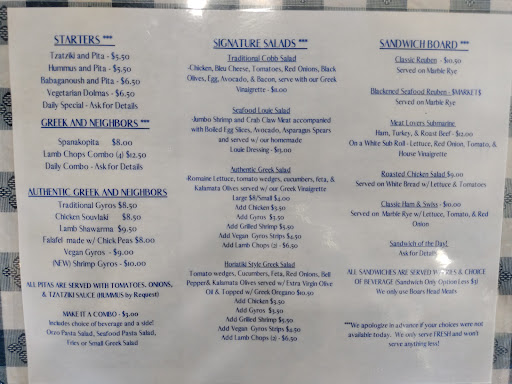 STARTERS ***
Tzatziki and Pita - $5.50
Hummus and Pita - $5.50
Babaganoush and Pita - $6.50
Vegetarian Dolmas - $6.50
Daily Special - Ask for Details
GREEK AND NEIGHBORS ***
Spanakopita $8.00
Lamb Chops Combo (4) $12.50
Daily Combo - Ask for Details
AUTHENTIC GREEK AND NEIGHBORS
Traditional Gyros $8.50
Chicken Souvlaki $8.50
Lamb Shawarma $9.50
Falafel made w/ Chick Peas $8.00
Vegan Gyros - $9.00
(NEW) Shrimp Gyros - $10.00
ALL PITAS ARE SERVED WITH TOMATOES, ONIONS,
& TZATZIKI SAUCE (HUMMUS by Request)
MAKE IT A COMBO - $3.00
Includes choice of beverage and a side!
Orzo Pasta Salad, Seafood Pasta Salad,
Fries or Small Greek Salad
SIGNATURE SALADS ***
Traditional Cobb Salad
-Chicken, Bleu Cheese, Tomatoes, Red Onions, Black
Olives, Egg, Avocado, & Bacon, serve with our Greek
Vinaigrette -
Seafood Louie Salad
-Jumbo Shrimp and Crab Claw Meat accompanied
with Boiled Egg Slices, Avocado, Asparagus Spears
and served w/ our homemade
Louie Dressing - $13.00
Authentic Greek Salad
-Romaine Lettuce, tomato wedges, cucumbers, feta, &
Kalamata Olives served w/ our Greek Vinaigrette
Large $8/Small $4.00
Add Chicken $3.50
Add Gyros $3.50
Add Grilled Shrimp $5.50
Add Vegan Gyros Strips $4.50
Add Lamb Chops (2) - $6.50
Horiatiki Style Greek Salad
Tomato wedges, Cucumbers, Feta, Red Onions, Bell
Pepper& Kalamata Olives served w/ Extra Virgin Olive
Oil & Topped w/ Greek Oregano $10.50
Add Chicken $3.50
Add Gyros $3.50
Add Grilled Shrimp $5.50
Add Vegan Gyros Strips $4.50
Add Lamb Chops (2) - $6.50
SANDWICH BOARD ***
Classic Reuben - $10.50
Served on Marble Rye
Blackened Seafood Reuben - $MARKET$
Served on Marble Rye
Meat Lovers Submarine
Ham, Turkey, & Roast Beef - $12.00
On a White Sub Roll - Lettuce, Red Onion, Tomato, &
House Vinaigrette
Roasted Chicken Salad $9.00
Served on White Bread w/ Lettuce & Tomatoes
Classic Ham & Swiss - $10.00
Served on Marble Rye w/ Lettuce, Tomato, & Red
Onion
Sandwich of the Day!
Ask for Details
ALL SANDWICHES ARE SERVED W/ & CHOICE
OF BEVERAGE (Sandwich Only Option Less $1)
We only use Boars Head Meats
***We apologize in advance if your choices were not
available today. We only serve FRESH and won't
serve anything less!